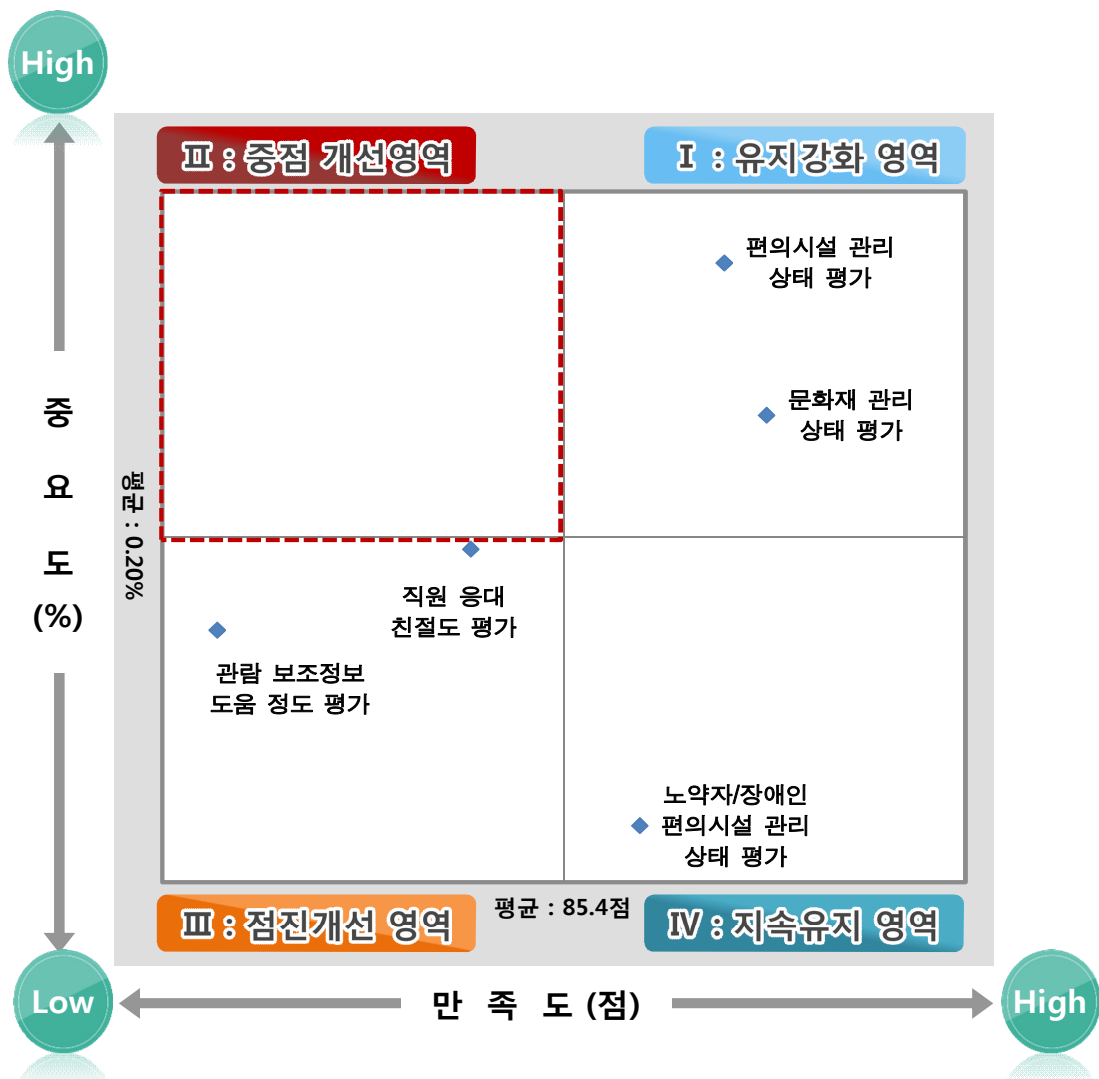 High
Ⅱ : 중점 개선영역
Ⅰ : 유지강화 영역
편의시설 관리
상태 평가
문화재 관리
상태 평가
중
요
도
(%)
평균 : 0.20%
직원 응대
친절도 평가
관람 보조정보
도움 정도 평가
노약자/장애인
편의시설 관리
상태 평가
Ⅲ : 점진개선 영역
평균 : 85.4점
Ⅳ : 지속유지 영역
Low
만 족 도 (점)
High